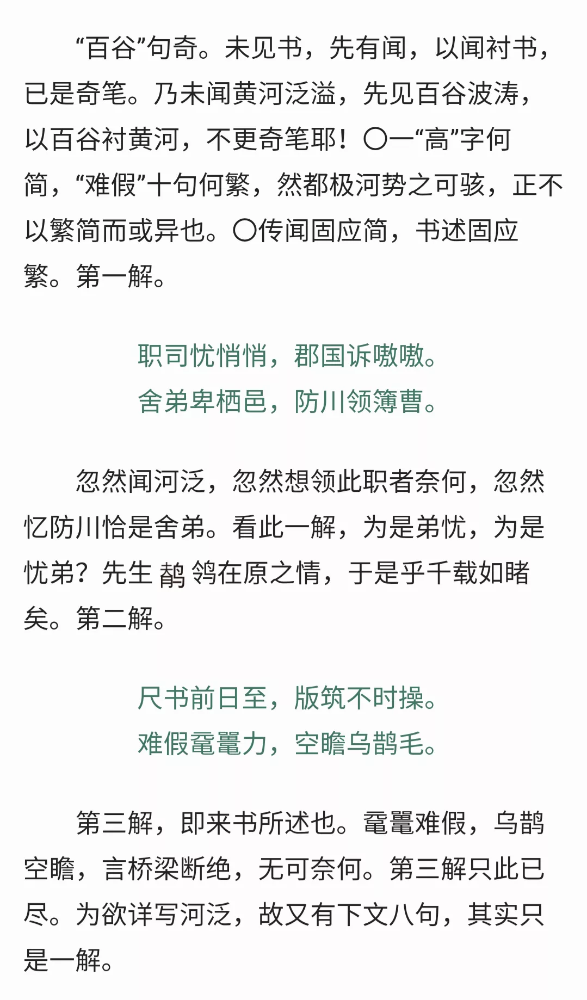 “百谷”句奇。未见书，先有闻，以闻衬书，
已是奇笔。乃未闻黄河泛溢，先见百谷波涛，
以百谷衬黄河，不更奇笔耶！〇一“高”字何
简，“难假”十句何繁，然都极河势之可骇，正不
以繁简而或异也。〇传闻固应简，书述固应
繁。第一解。
职司忧悄悄，郡国诉嗷嗷。
舍弟卑栖邑，防川领簿曹。
忽然闻河泛，忽然想领此职者奈何，忽然
忆防川恰是舍弟。看此一解，为是弟忧，为是
忧弟？先生鹡鸰在原之情，于是乎千载如睹
矣。第二解。
尺书前日至，版筑不时操。
难假鼋鼍力，空瞻乌鹊毛。
第三解，即来书所述也。鼋鼍难假，乌鹊
空瞻，言桥梁断绝，无可奈何。第三解只此已
尽。为欲详写河泛，故又有下文八句，其实只
是一解。